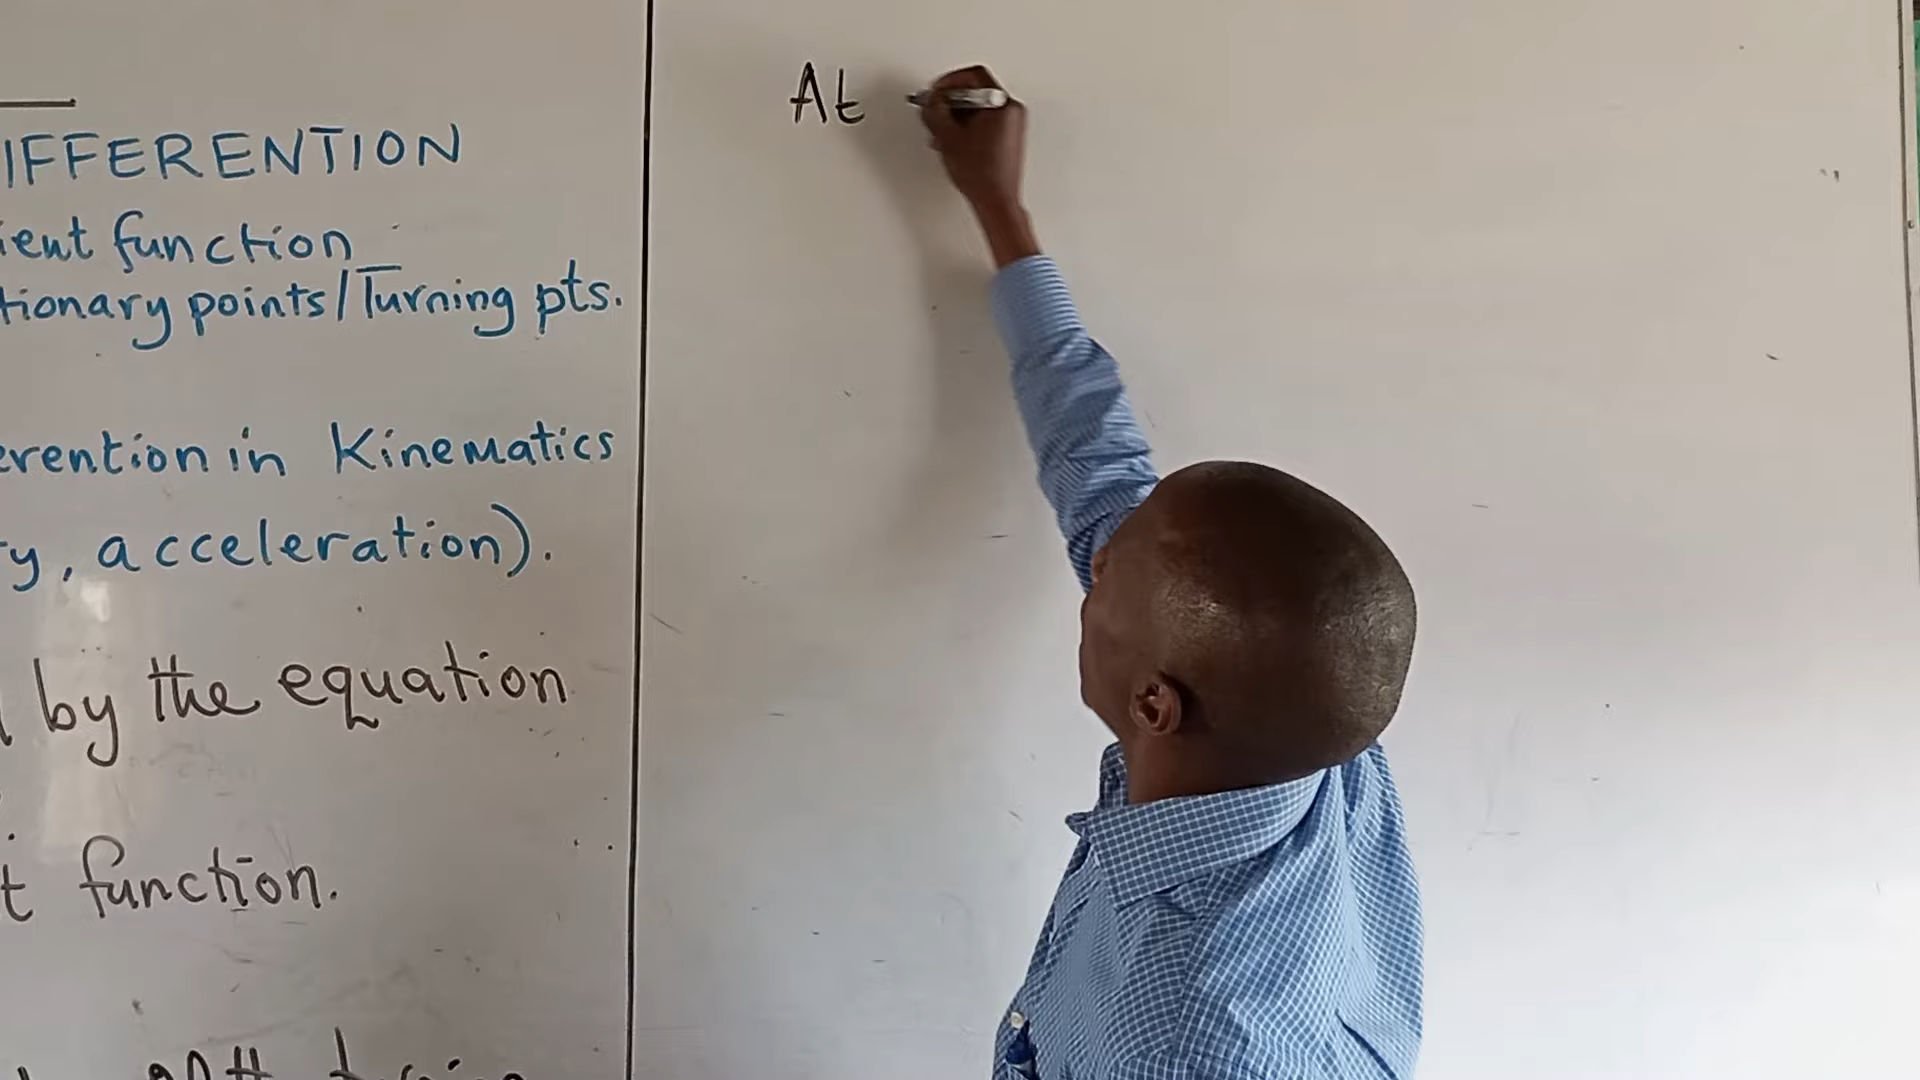 IFFERENTION
ient function
tionary points/Turning pts.
erention in Kinematics
y, acceleration).
by the equation
t function.
At